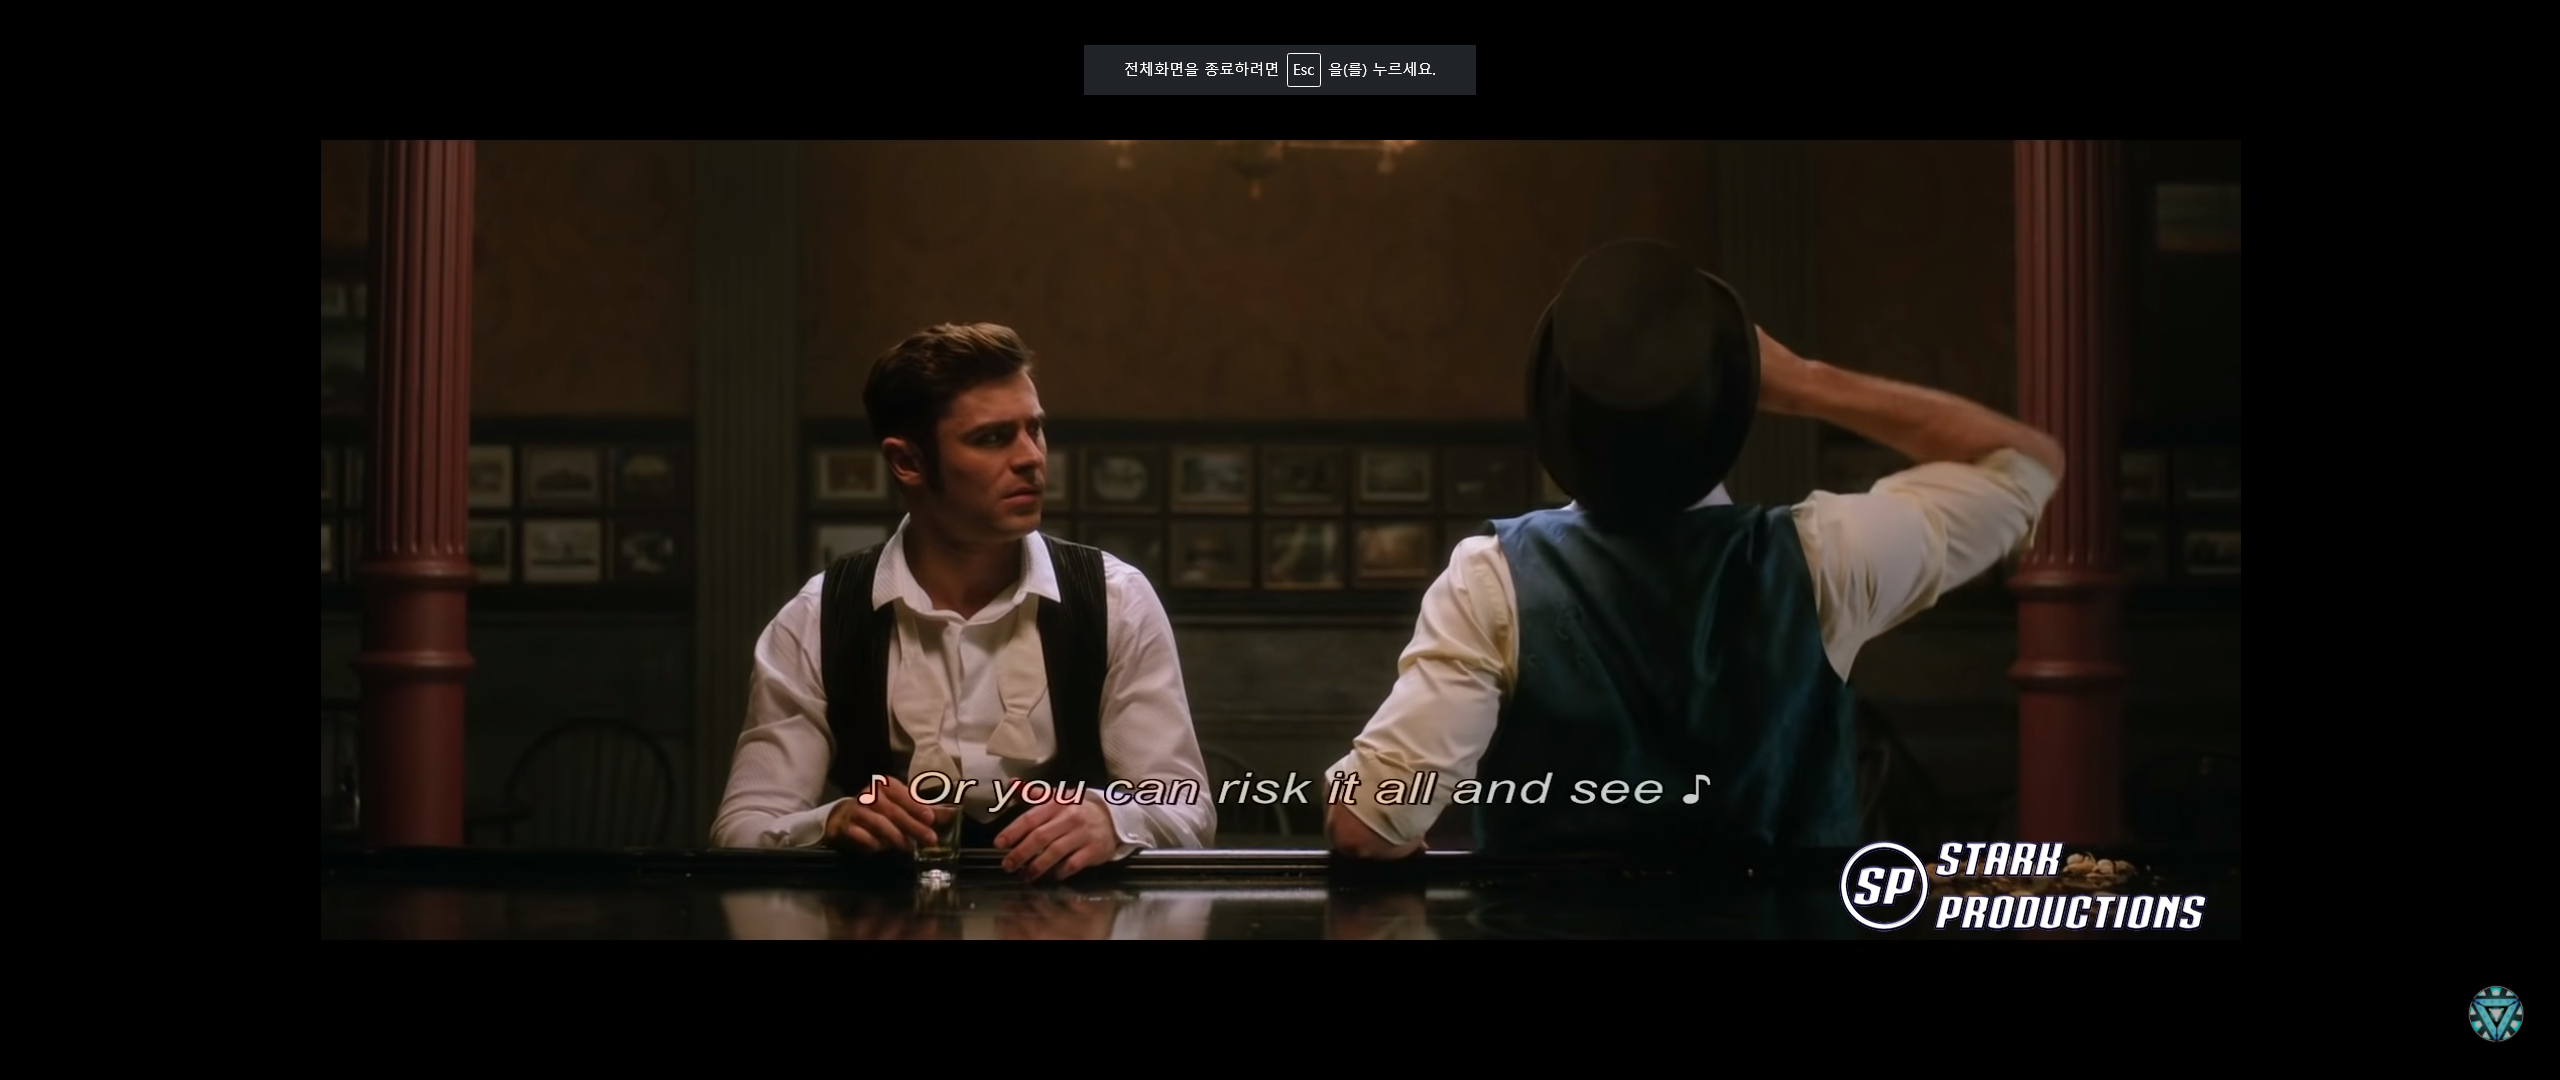 전체화면을 종료하려면 Esc 을(를) 누르세요.
♪ Or you can risk it all and see ♪
SP STARK
PRODUCTIONS